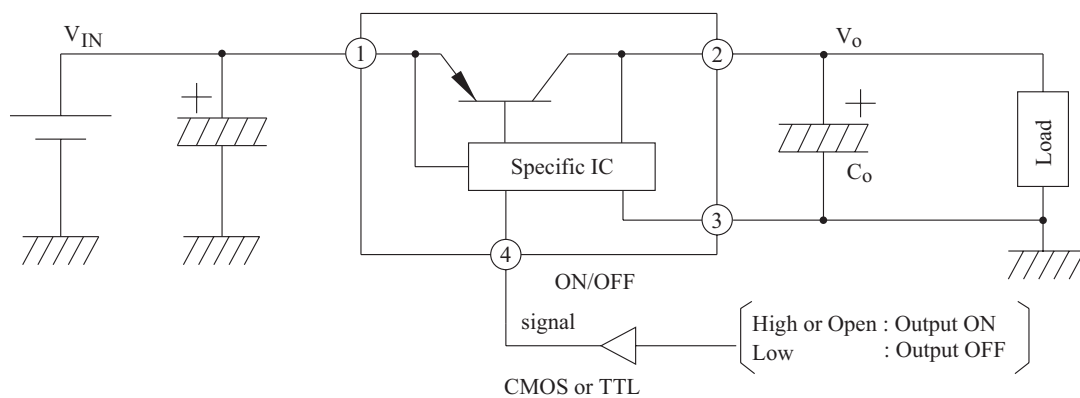 V_IN
1
2
V_o
+
+
Specific IC
Load
C_o
3
4
ON/OFF
signal
High or Open : Output ON
Low : Output OFF
CMOS or TTL